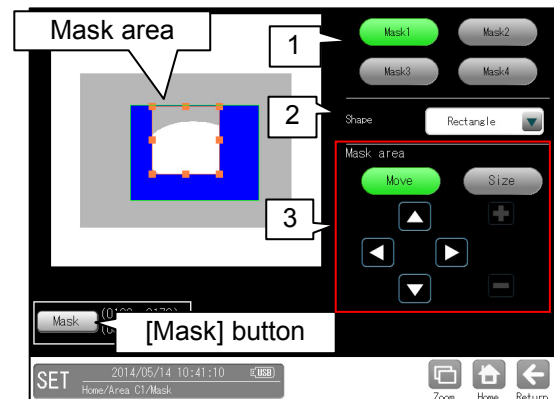 Mask area
1
Mask1
Mask2
Mask3
Mask4
2
Shape
Rectangle
Mask area
Move
Size
3
Mask
[Mask] button
SET
2014/05/14 10:41:10
USB
Home/Area C1/Mask
Zoom
Home
Return